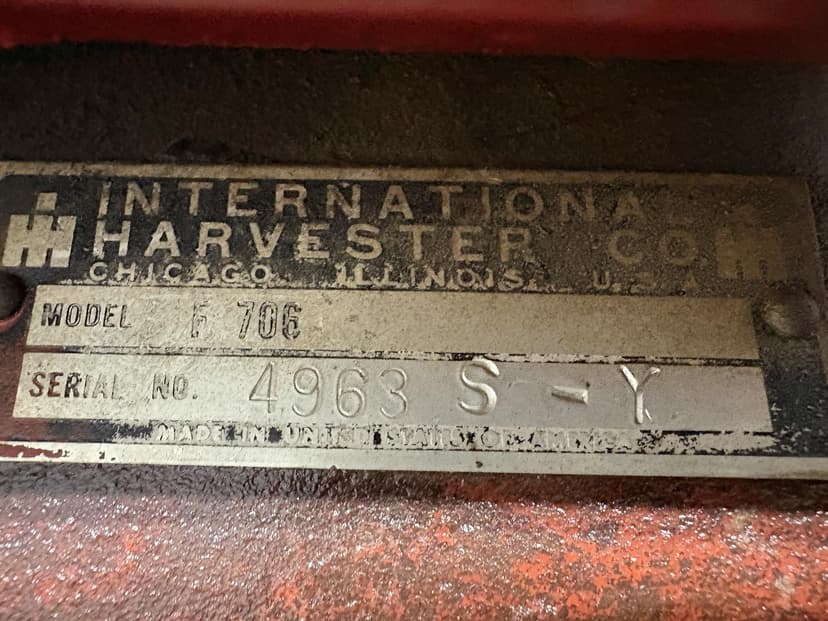 INTERNATIONAL
HARVESTER CO
CHICAGO ILLINOIS U.S.A
MODEL F 706
SERIAL NO. 4963 S - Y
MADE IN UNITED STATES OF AMERICA